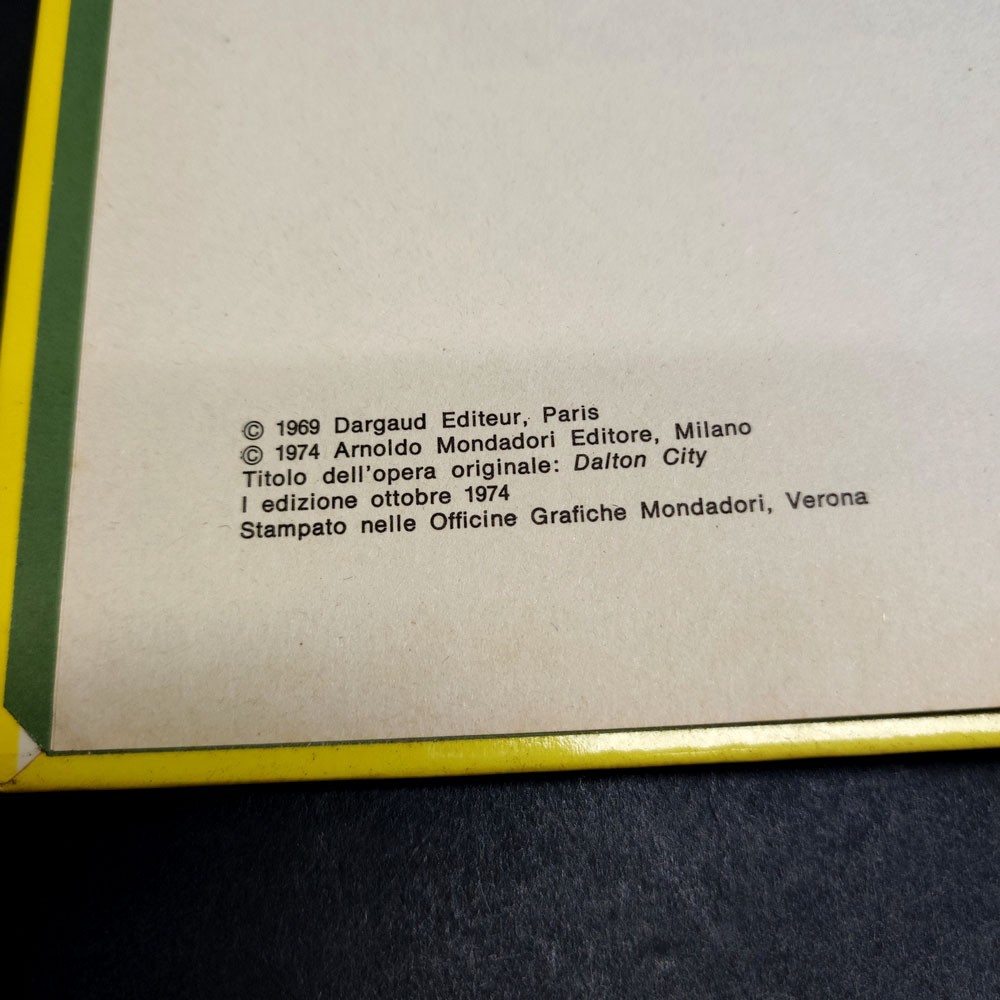 © 1969 Dargaud Editeur, Paris
© 1974 Arnoldo Mondadori Editore, Milano
Titolo dell'opera originale: Dalton City
I edizione ottobre 1974
Stampato nelle Officine Grafiche Mondadori, Verona